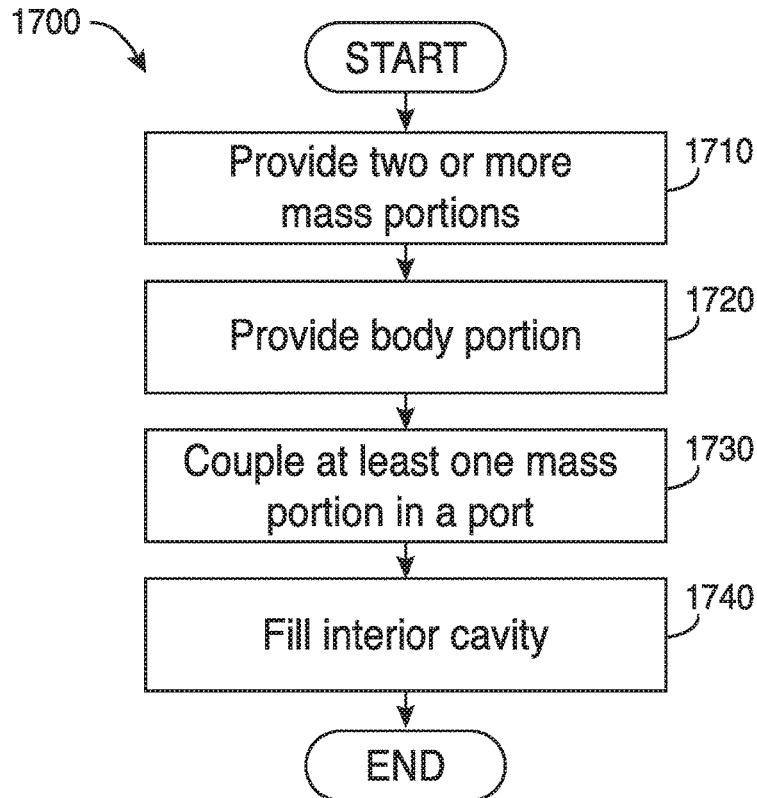 1700
START
Provide two or more
mass portions
1710
Provide body portion
1720
Couple at least one mass
portion in a port
1730
Fill interior cavity
1740
END